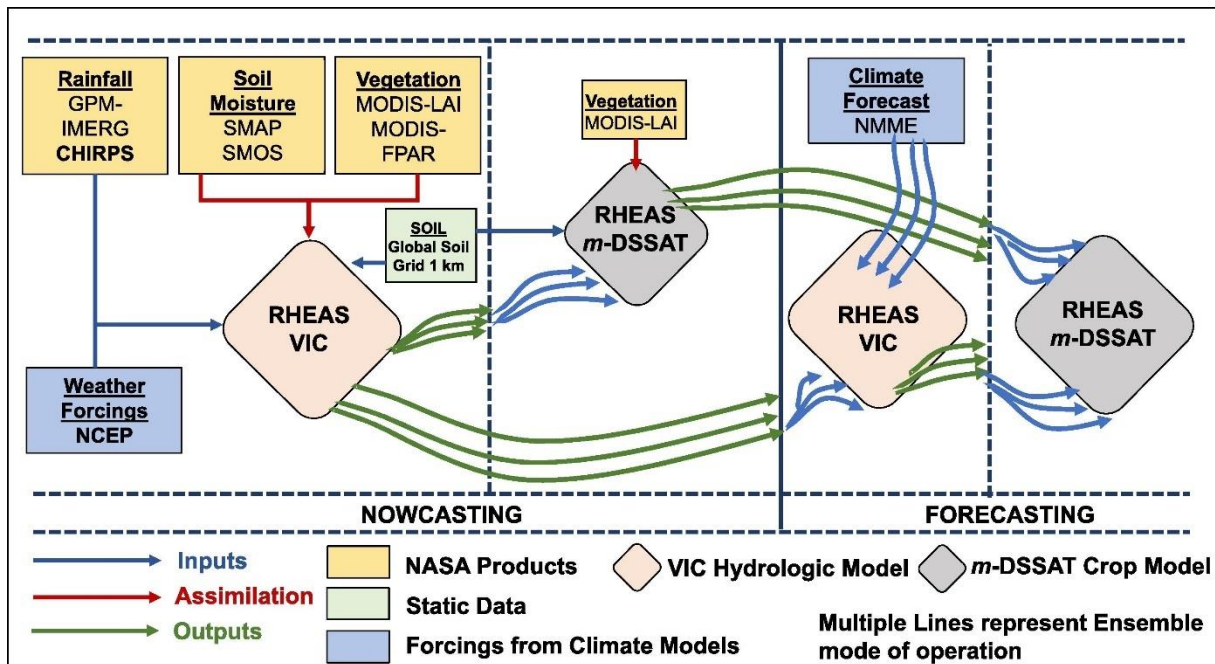 Rainfall
GPM-
IMERG
CHIRPS
Soil
Moisture
SMAP
SMOS
Vegetation
MODIS-LAI
MODIS-
FPAR
Vegetation
MODIS-LAI
Climate
Forecast
NMME
SOIL
Global Soil
Grid 1 km
RHEAS
m-DSSAT
RHEAS
VIC
RHEAS
VIC
RHEAS
m-DSSAT
Weather
Forcings
NCEP
NOWCASTING
FORECASTING
Inputs
Assimilation
Outputs
NASA Products
Static Data
Forcings from Climate Models
VIC Hydrologic Model
m-DSSAT Crop Model
Multiple Lines represent Ensemble
mode of operation